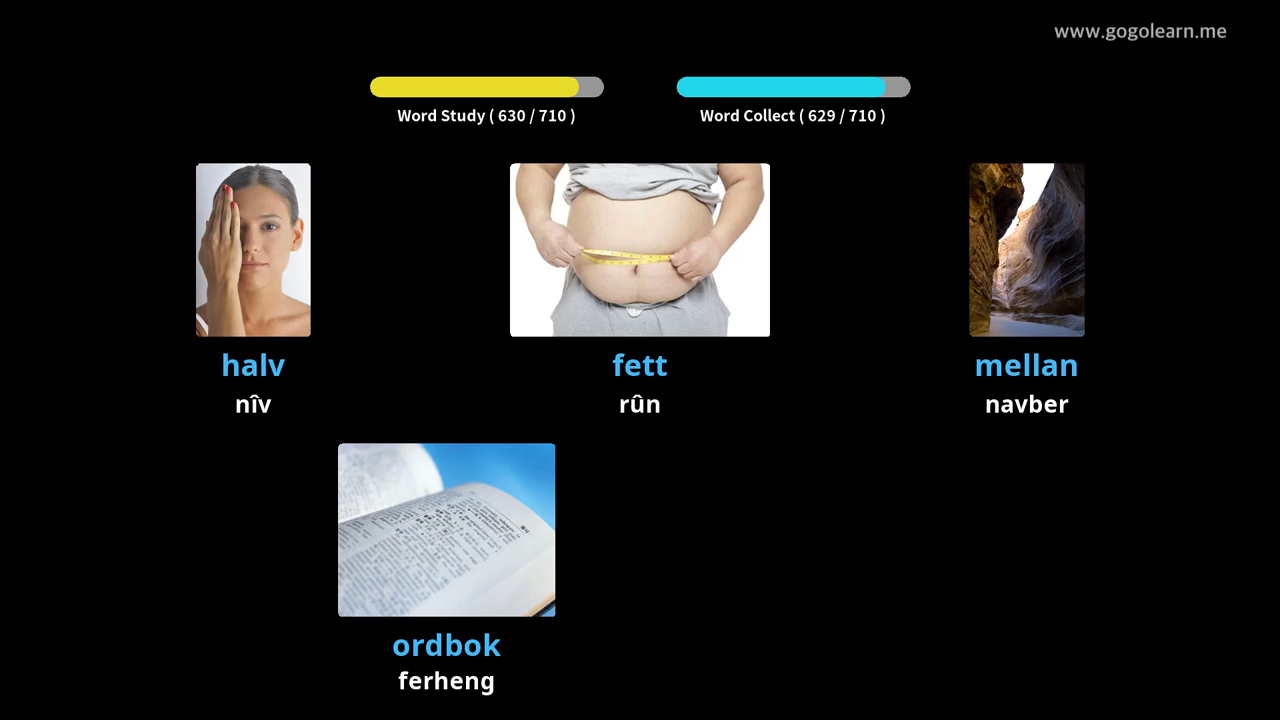 www.gogolearn.me
Word Study ( 630 / 710 )
Word Collect ( 629 / 710 )
halv
nîv
fett
rûn
mellan
navber
ordbok
ferheng